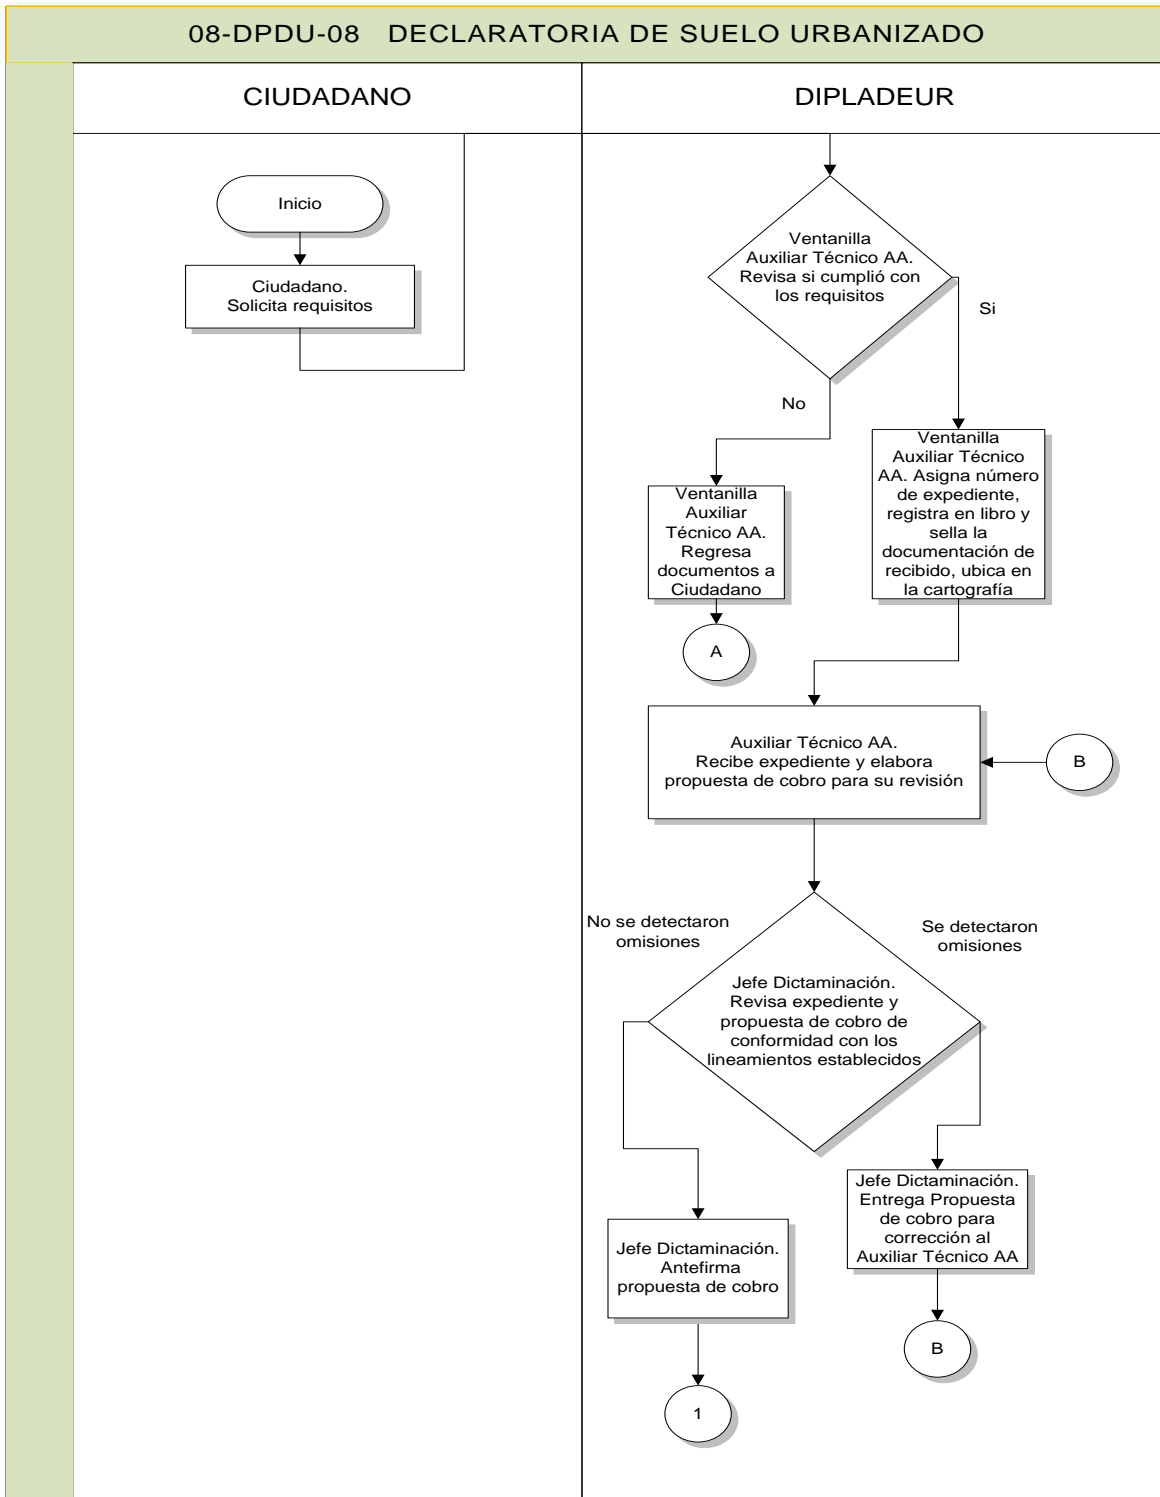 08-DPDU-08 DECLARATORIA DE SUELO URBANIZADO
CIUDADANO
DIPLADEUR
Inicio
Ciudadano.
Solicita requisitos
Ventanilla
Auxiliar Técnico AA.
Revisa si cumplió con
los requisitos
Si
No
Ventanilla
Auxiliar
Técnico AA.
Regresa
documentos a
Ciudadano
Ventanilla
Auxiliar Técnico
AA. Asigna número
de expediente,
registra en libro y
sella la
documentación de
recibido, ubica en
la cartografía
A
Auxiliar Técnico AA.
Recibe expediente y elabora
propuesta de cobro para su revisión
B
No se detectaron
omisiones
Se detectaron
omisiones
Jefe Dictaminación.
Revisa expediente y
propuesta de cobro de
conformidad con los
lineamientos establecidos
Jefe Dictaminación.
Antefirma
propuesta de cobro
Jefe Dictaminación.
Entrega Propuesta
de cobro para
corrección al
Auxiliar Técnico AA
B
1